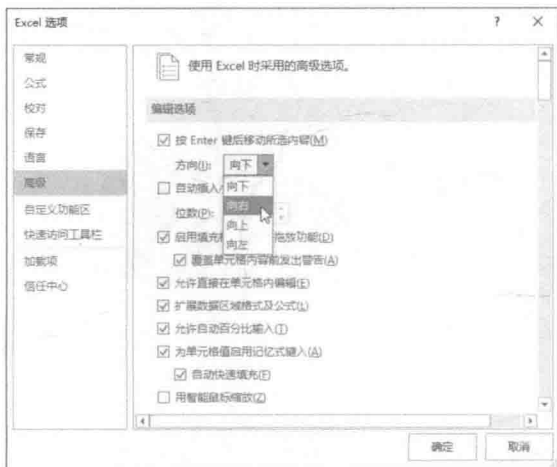 Excel 选项
? ×
常规
公式
校对
保存
语言
高级
自定义功能区
快速访问工具栏
加载项
信任中心
使用 Excel 时采用的高级选项。
编辑选项
按 Enter 键后移动所选内容(M)
方向(I): 向下
自动插入
向下
位数(P):
向右
向上
向左
启用填充 拖放功能(D)
覆盖单元格内容前发出警告(A)
允许直接在单元格内编辑(E)
扩展数据区域格式及公式(L)
允许自动百分比输入(T)
为单元格值启用记忆式键入(A)
自动快速填充(F)
用智能鼠标缩放(Z)
确定 取消